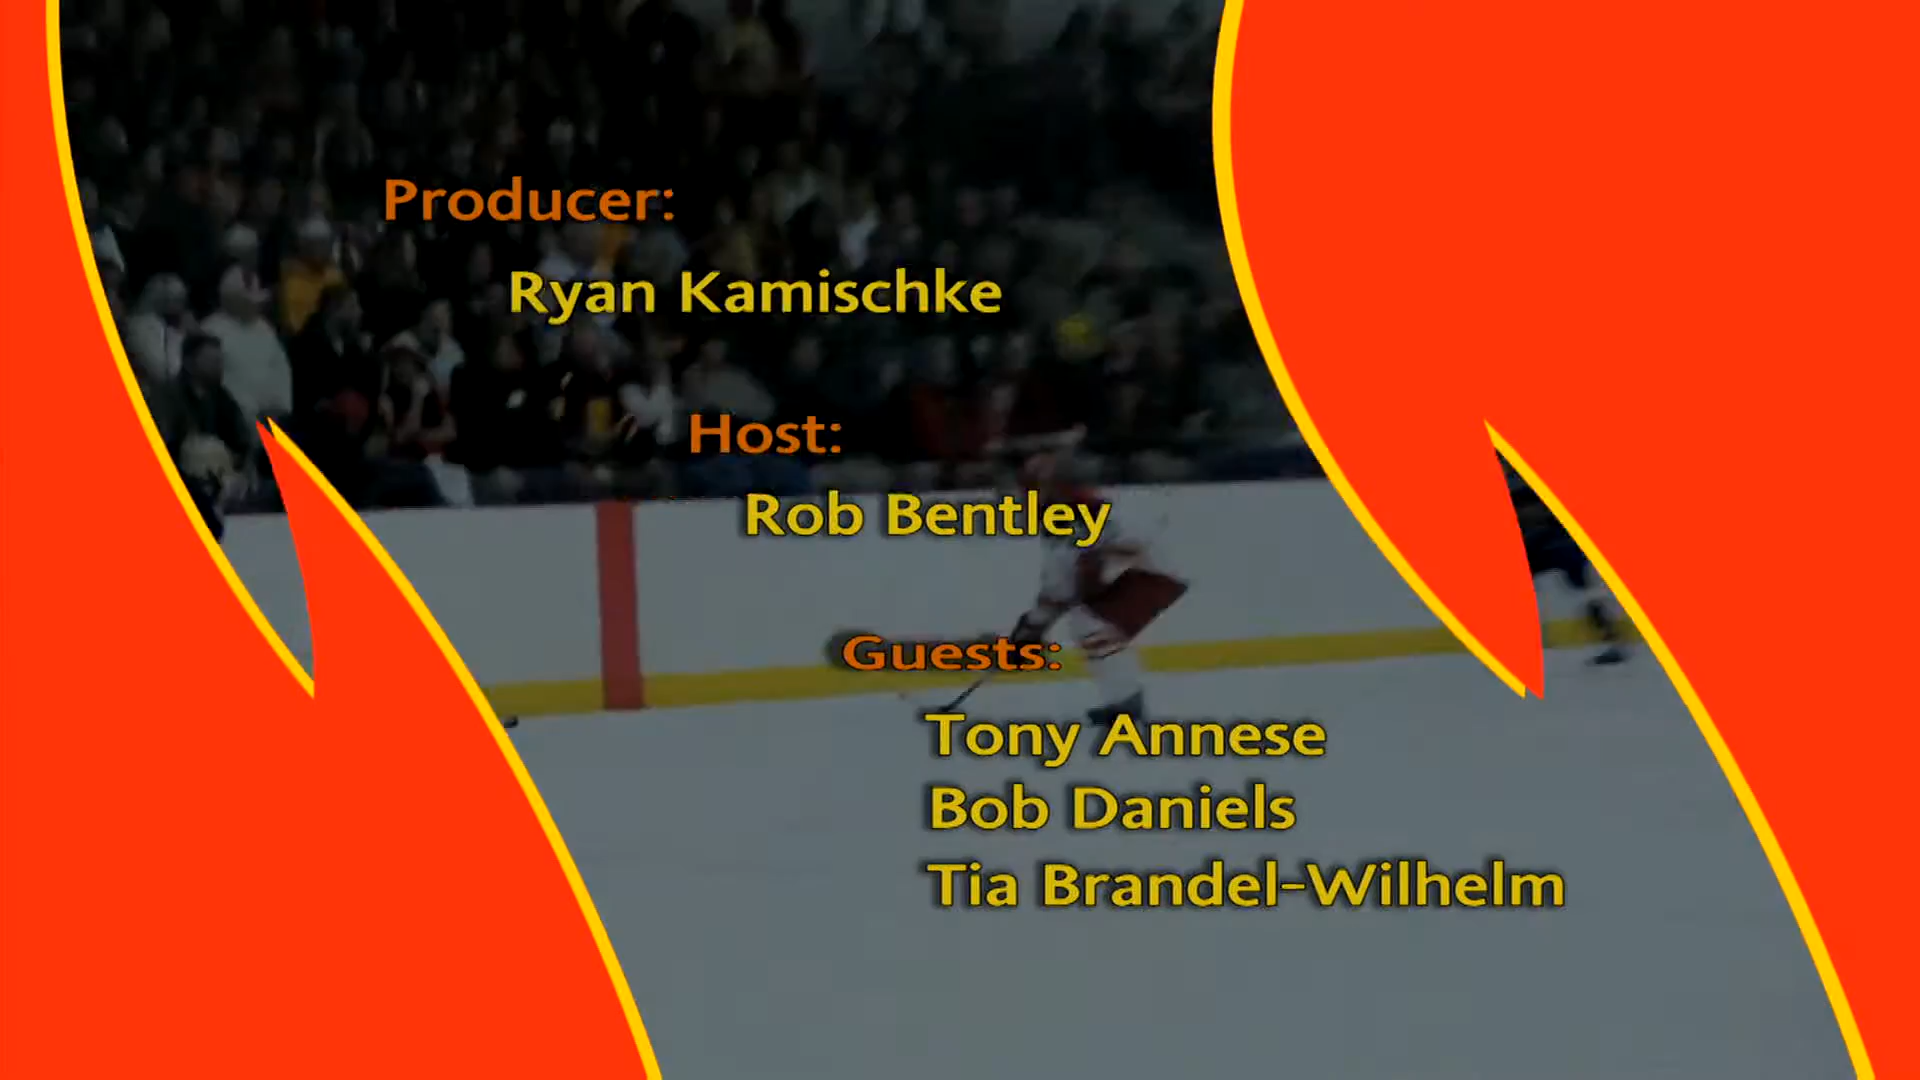 Producer:
Ryan Kamischke
Host:
Rob Bentley
Guests:
Tony Annese
Bob Daniels
Tia Brandel-Wilhelm